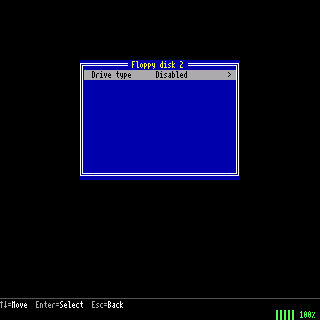 Floppy disk 2
Drive type Disabled >
↑↓=Move Enter=Select Esc=Back
100%